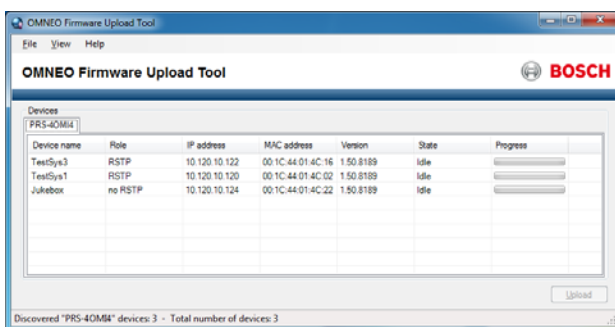 OMNEO Firmware Upload Tool
File View Help
OMNEO Firmware Upload Tool
BOSCH
Devices
PRS-4OMI4
Device name Role IP address MAC address Version State Progress
TestSys3 RSTP 10.120.10.122 00:1C:44:01:4C:16 1.50.8189 Idle
TestSys1 RSTP 10.120.10.120 00:1C:44:01:4C:02 1.50.8189 Idle
Jukebox no RSTP 10.120.10.124 00:1C:44:01:4C:22 1.50.8189 Idle
Upload
Discovered "PRS-4OMI4" devices: 3 - Total number of devices: 3